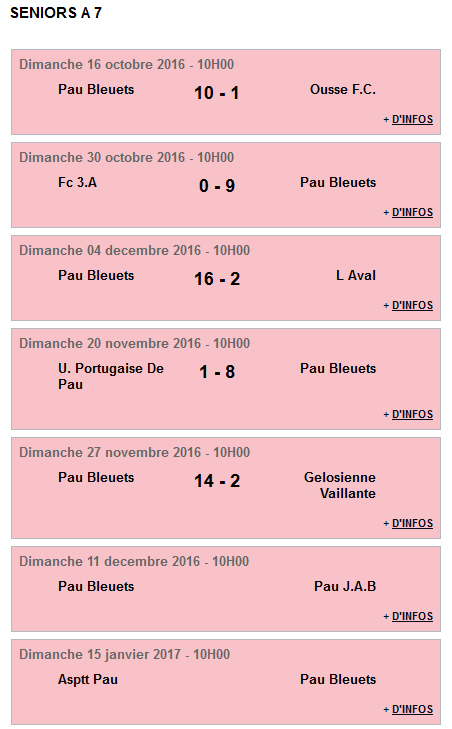 SENIORS A 7
Dimanche 16 octobre 2016 - 10H00
Pau Bleuets 10 - 1 Ousse F.C.
+ D'INFOS
Dimanche 30 octobre 2016 - 10H00
Fc 3.A 0 - 9 Pau Bleuets
+ D'INFOS
Dimanche 04 decembre 2016 - 10H00
Pau Bleuets 16 - 2 L Aval
+ D'INFOS
Dimanche 20 novembre 2016 - 10H00
U. Portugaise De 1 - 8 Pau Bleuets
Pau
+ D'INFOS
Dimanche 27 novembre 2016 - 10H00
Pau Bleuets 14 - 2 Gelosienne
Vaillante
+ D'INFOS
Dimanche 11 decembre 2016 - 10H00
Pau Bleuets Pau J.A.B
+ D'INFOS
Dimanche 15 janvier 2017 - 10H00
Asptt Pau Pau Bleuets
+ D'INFOS